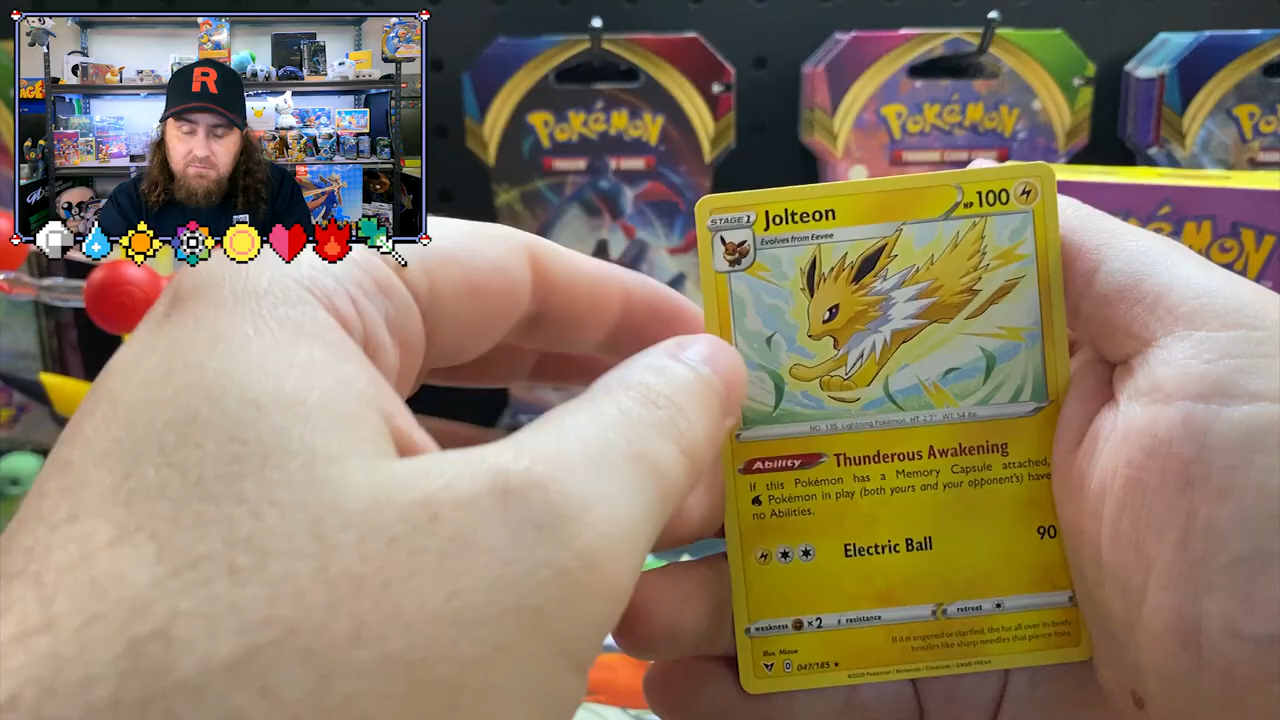 R
POKÉMON
POKÉMON
POKÉMON
STAGE 1
Jolteon
HP 100
Evolves from Eevee
NO. 135 Lightning Pokémon HT: 2'7" WT: 54 lbs.
Ability Thunderous Awakening
If this Pokémon has a Memory Capsule attached,
Pokémon in play (both yours and your opponent's) have
no Abilities.
Electric Ball 90
weakness ×2 resistance retreat
If it is angered or startled, the fur all over its body
bristles like sharp needles that pierce foes.
Illus. Mizue
D 047/185 ★
©2020 Pokémon / Nintendo / Creatures / GAME FREAK